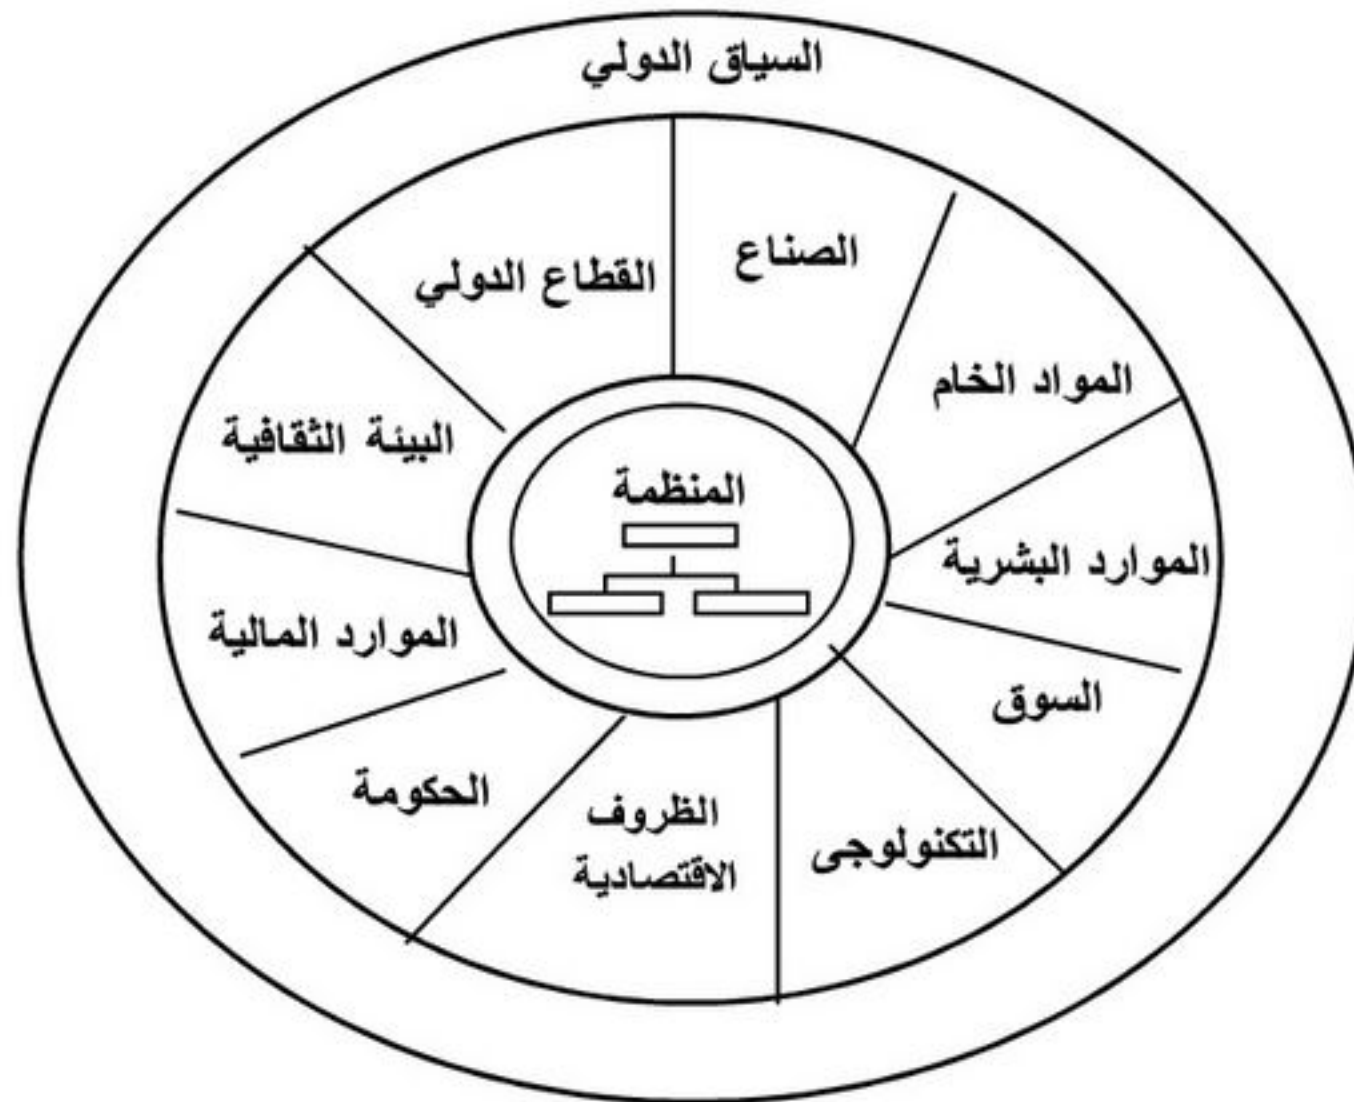 السياق الدولي
الصناع
القطاع الدولي
المواد الخام
البيئة الثقافية
المنظمة
الموارد البشرية
الموارد المالية
السوق
الحكومة
الظروف
الاقتصادية
التكنولوجى